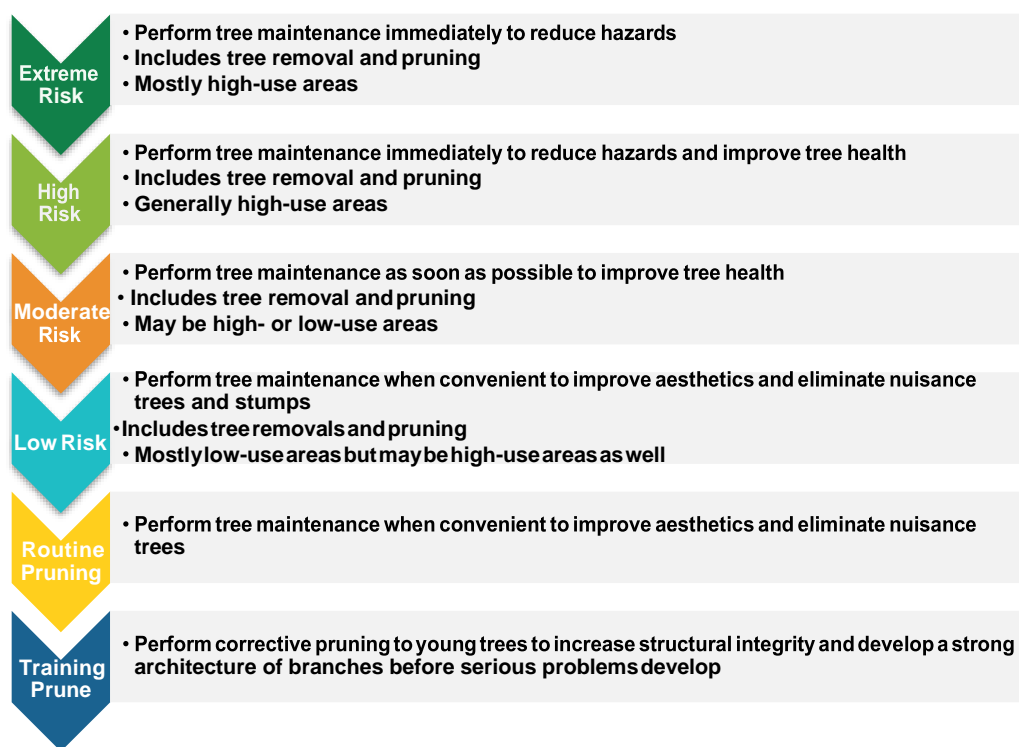 Extreme
Risk
• Perform tree maintenance immediately to reduce hazards
• Includes tree removal and pruning
• Mostly high-use areas
High
Risk
• Perform tree maintenance immediately to reduce hazards and improve tree health
• Includes tree removal and pruning
• Generally high-use areas
Moderate
Risk
• Perform tree maintenance as soon as possible to improve tree health
• Includes tree removal and pruning
• May be high- or low-use areas
Low Risk
• Perform tree maintenance when convenient to improve aesthetics and eliminate nuisance
trees and stumps
• Includes tree removals and pruning
• Mostly low-use areas but may be high-use areas as well
Routine
Pruning
• Perform tree maintenance when convenient to improve aesthetics and eliminate nuisance
trees
Training
Prune
• Perform corrective pruning to young trees to increase structural integrity and develop a strong
architecture of branches before serious problems develop